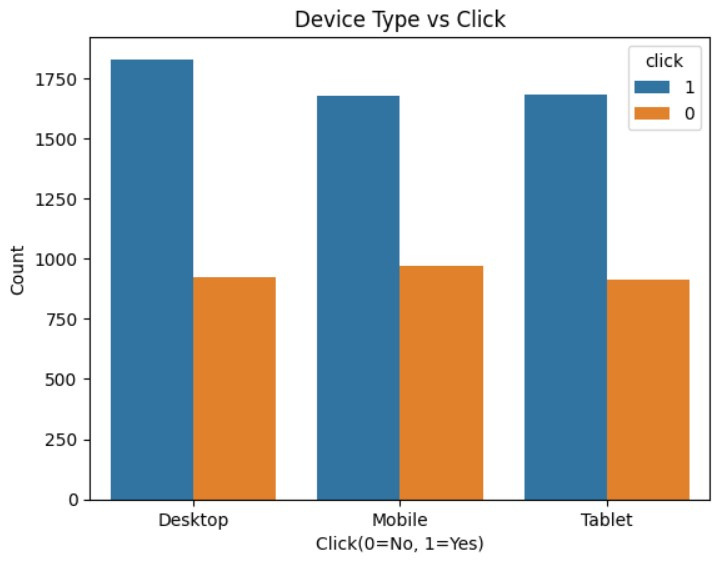 Device Type vs Click
click
1
0
1750
1500
1250
1000
750
500
250
0
Count
Desktop Mobile Tablet
Click(0=No, 1=Yes)